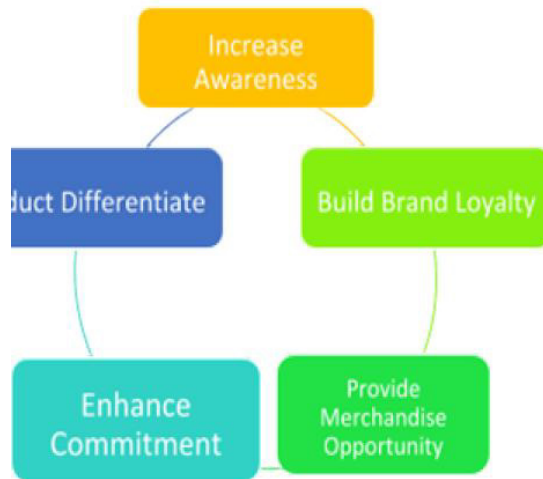 Increase
Awareness
duct Differentiate
Build Brand Loyalty
Enhance
Commitment
Provide
Merchandise
Opportunity